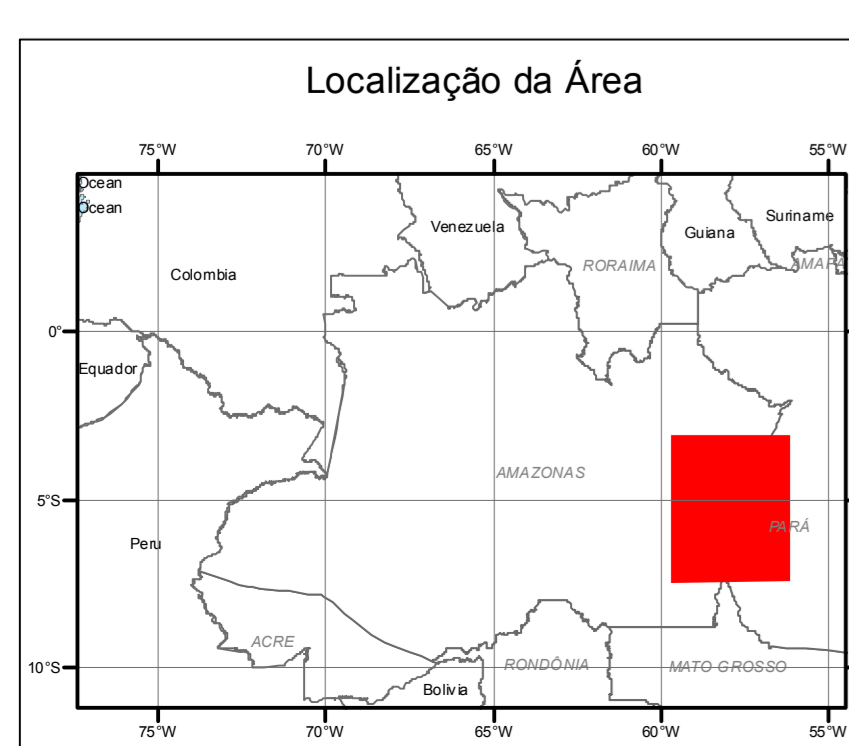 Localização da Área
75°W 70°W 65°W 60°W 55°W
Ocean
Ocean
Venezuela
Guiana
Suriname
Colombia
RORAIMA
AMAPÁ
0°
Equador
AMAZONAS
5°S
PARÁ
Peru
ACRE
RONDÔNIA
MATO GROSSO
10°S
Bolivia
75°W 70°W 65°W 60°W 55°W